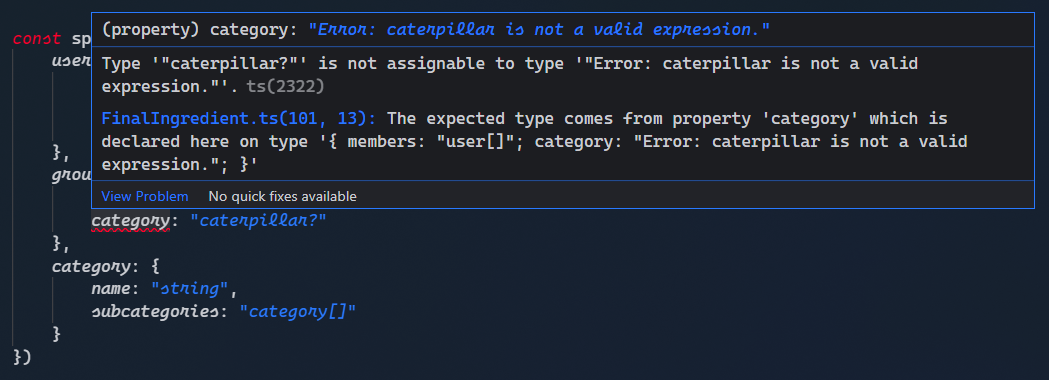 (property) category: "Error: caterpillar is not a valid expression."
const sp
Type '"caterpillar?"' is not assignable to type '"Error: caterpillar is not a valid
user
expression."'. ts(2322)
FinalIngredient.ts(101, 13): The expected type comes from property 'category' which is
declared here on type '{ members: "user[]"; category: "Error: caterpillar is not a valid
},
expression."; }'
grou
View Problem No quick fixes available
category: "caterpillar?"
},
category: {
name: "string",
subcategories: "category[]"
}
})